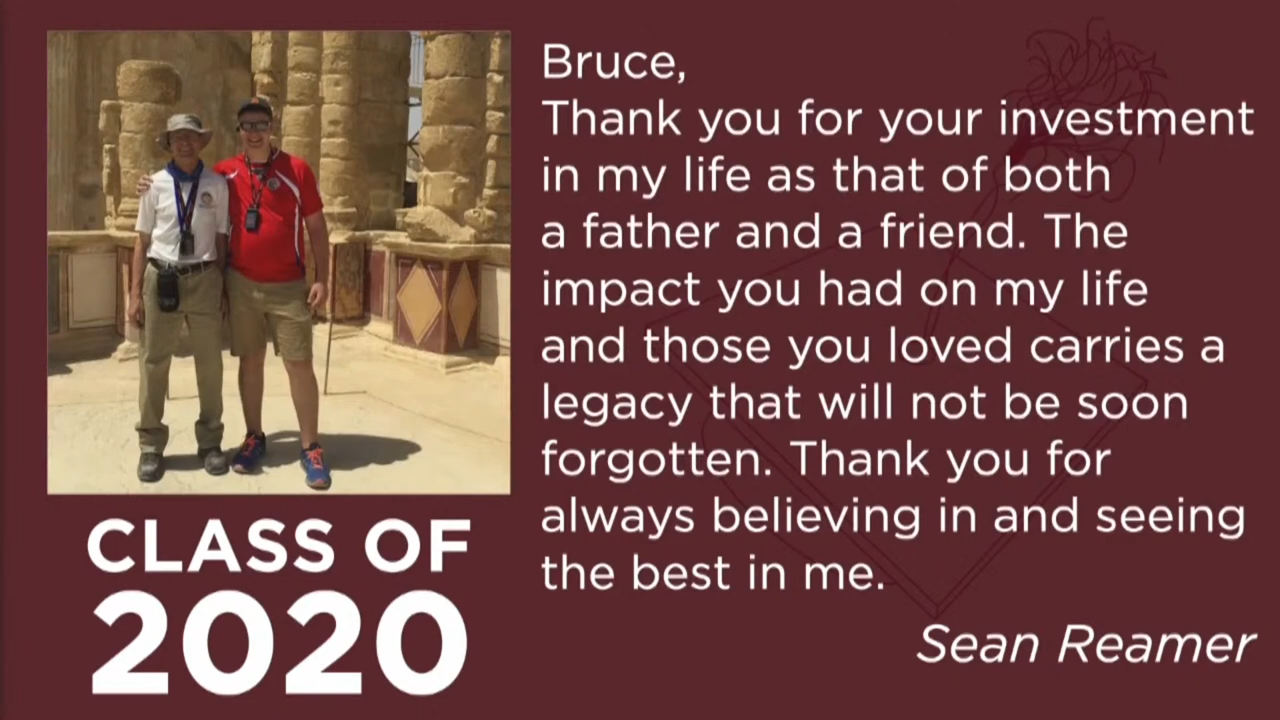 Bruce,
Thank you for your investment
in my life as that of both
a father and a friend. The
impact you had on my life
and those you loved carries a
legacy that will not be soon
forgotten. Thank you for
always believing in and seeing
the best in me.
Sean Reamer
CLASS OF
2020